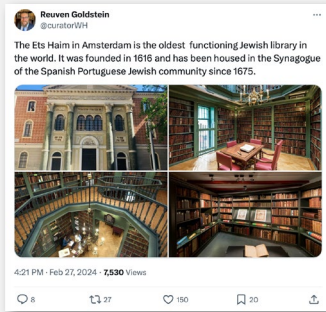 Reuven Goldstein
@curatorWH
The Ets Haim in Amsterdam is the oldest functioning Jewish library in
the world. It was founded in 1616 and has been housed in the Synagogue
of the Spanish Portuguese Jewish community since 1675.
4:21 PM · Feb 27, 2024 · 7,530 Views
8 27 150 20